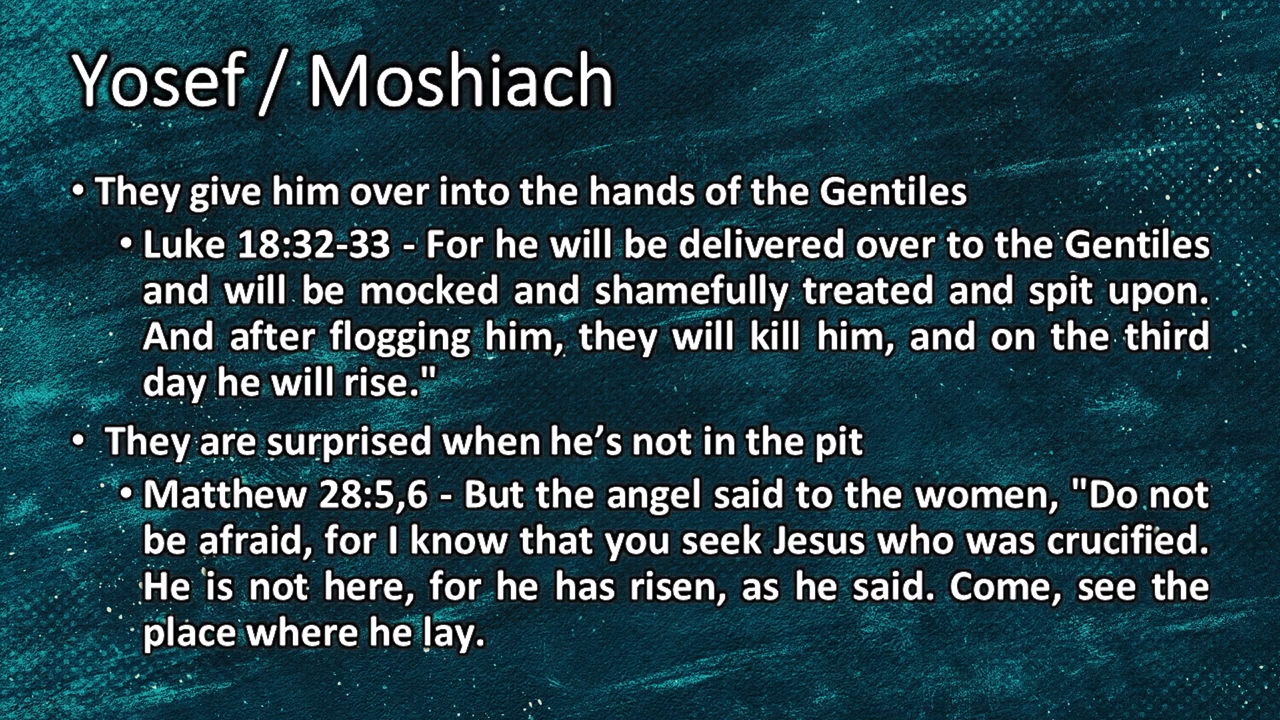 Yosef / Moshiach
• They give him over into the hands of the Gentiles
• Luke 18:32-33 - For he will be delivered over to the Gentiles
and will be mocked and shamefully treated and spit upon.
And after flogging him, they will kill him, and on the third
day he will rise."
• They are surprised when he’s not in the pit
• Matthew 28:5,6 - But the angel said to the women, "Do not
be afraid, for I know that you seek Jesus who was crucified.
He is not here, for he has risen, as he said. Come, see the
place where he lay.